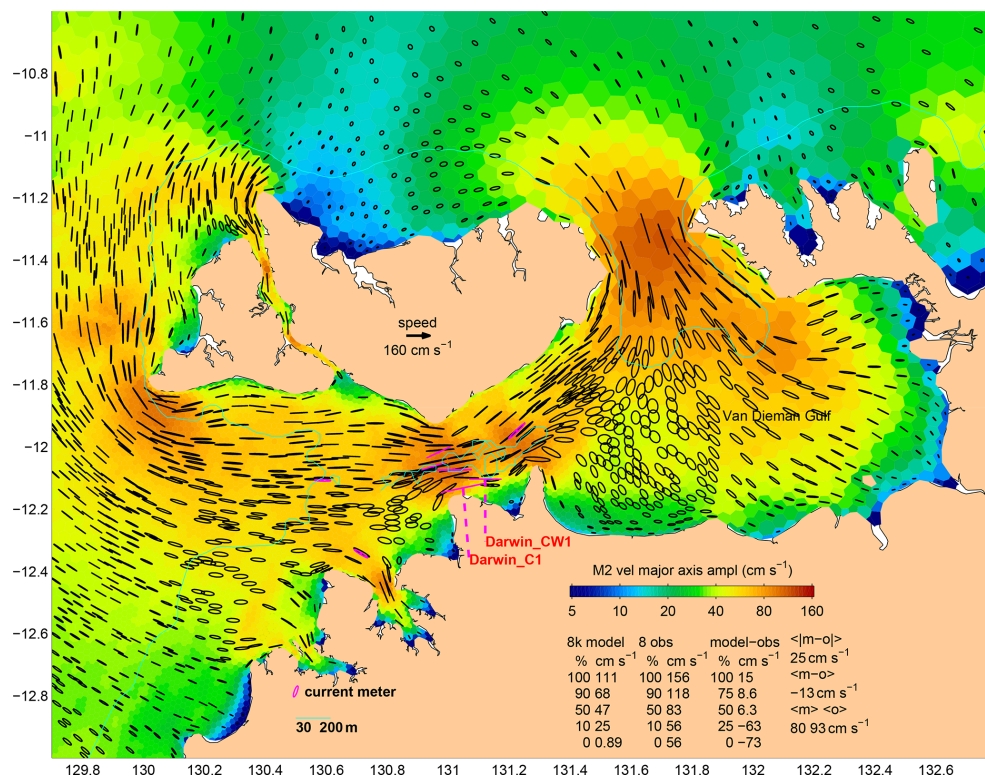 −10.8
−11
−11.2
−11.4
−11.6
−11.8
−12
−12.2
−12.4
−12.6
−12.8
speed
160 cm s⁻¹
Van Dieman Gulf
Darwin_CW1
Darwin_C1
M2 vel major axis ampl (cm s⁻¹)
5 10 20 40 80 160
8k model 8 obs model−obs <|m−o|>
% cm s⁻¹ % cm s⁻¹ % cm s⁻¹ 25 cm s⁻¹
100 111 100 156 100 15 <m−o>
90 68 90 118 75 8.6 −13 cm s⁻¹
50 47 50 83 50 6.3 <m> <o>
10 25 10 56 25 −63 80 93 cm s⁻¹
0 0.89 0 56 0 −73
current meter
30 200 m
129.8 130 130.2 130.4 130.6 130.8 131 131.2 131.4 131.6 131.8 132 132.2 132.4 132.6